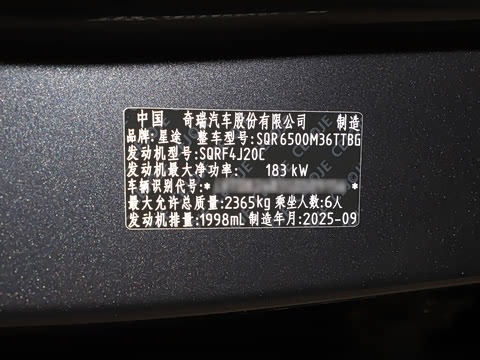 中国 奇瑞汽车股份有限公司 制造
品牌:星途 整车型号:SQR6500M36TTBG
发动机型号:SQRF4J20C
发动机最大净功率: 183 kW
车辆识别代号:*
最大允许总质量:2365kg 乘坐人数:6人
发动机排量:1998mL 制造年月:2025-09